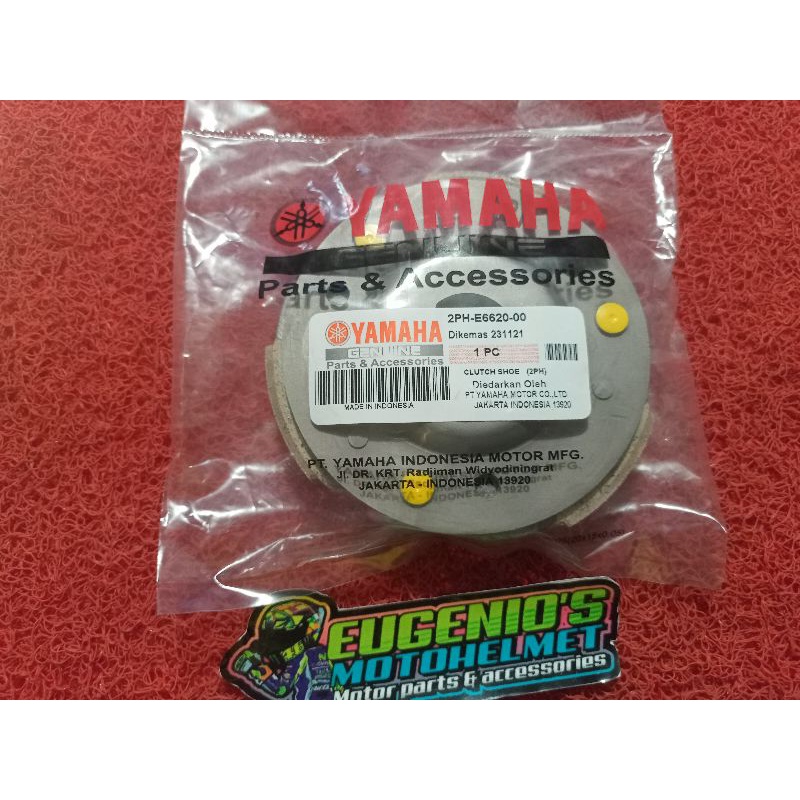 YAMAHA
GENUINE
Parts & Accessories
YAMAHA
GENUINE
Parts & Accessories
MADE IN INDONESIA
2PH-E6620-00
Dikemas 231121
1 PC
CLUTCH SHOE (2PH)
Diedarkan Oleh
PT YAMAHA MOTOR CO.,LTD
JAKARTA INDONESIA 13920
PT. YAMAHA INDONESIA MOTOR MFG.
Jl. DR. KRT. Radjiman Widyodiningrat
JAKARTA - INDONESIA 13920
EUGENIO'S
MOTOHELMET
Motor parts & accessories